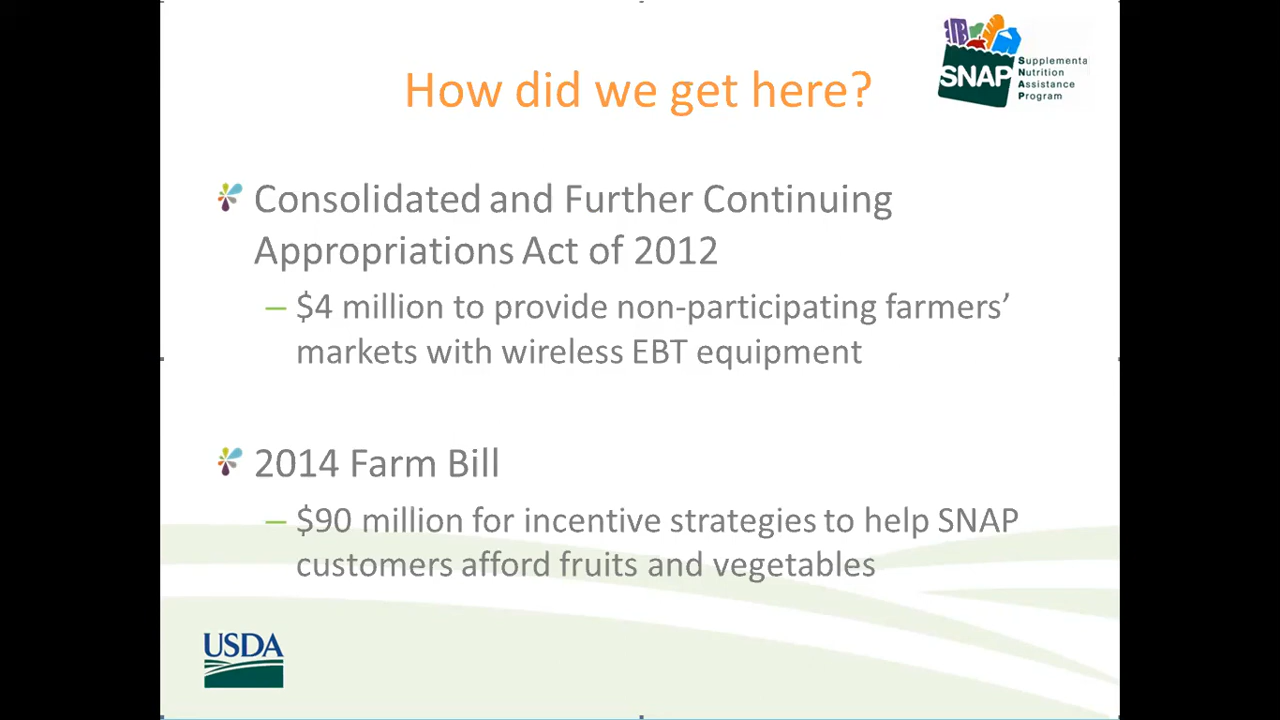 How did we get here?
EBT
SNAP
Supplementa
Nutrition
Assistance
Program
Consolidated and Further Continuing
Appropriations Act of 2012
– $4 million to provide non-participating farmers’
markets with wireless EBT equipment
2014 Farm Bill
– $90 million for incentive strategies to help SNAP
customers afford fruits and vegetables
USDA